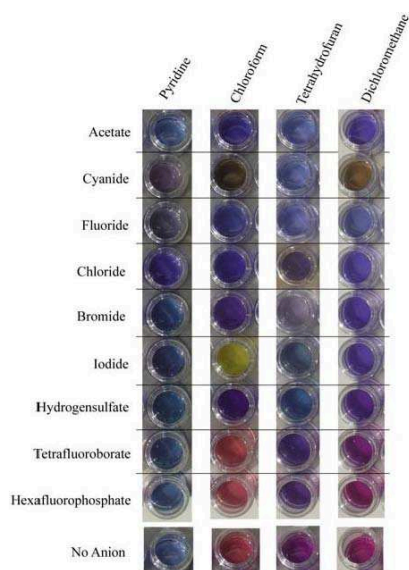 Pyridine
Chloroform
Tetrahydrofuran
Dichloromethane
Acetate
Cyanide
Fluoride
Chloride
Bromide
Iodide
Hydrogensulfate
Tetrafluoroborate
Hexafluorophosphate
No Anion